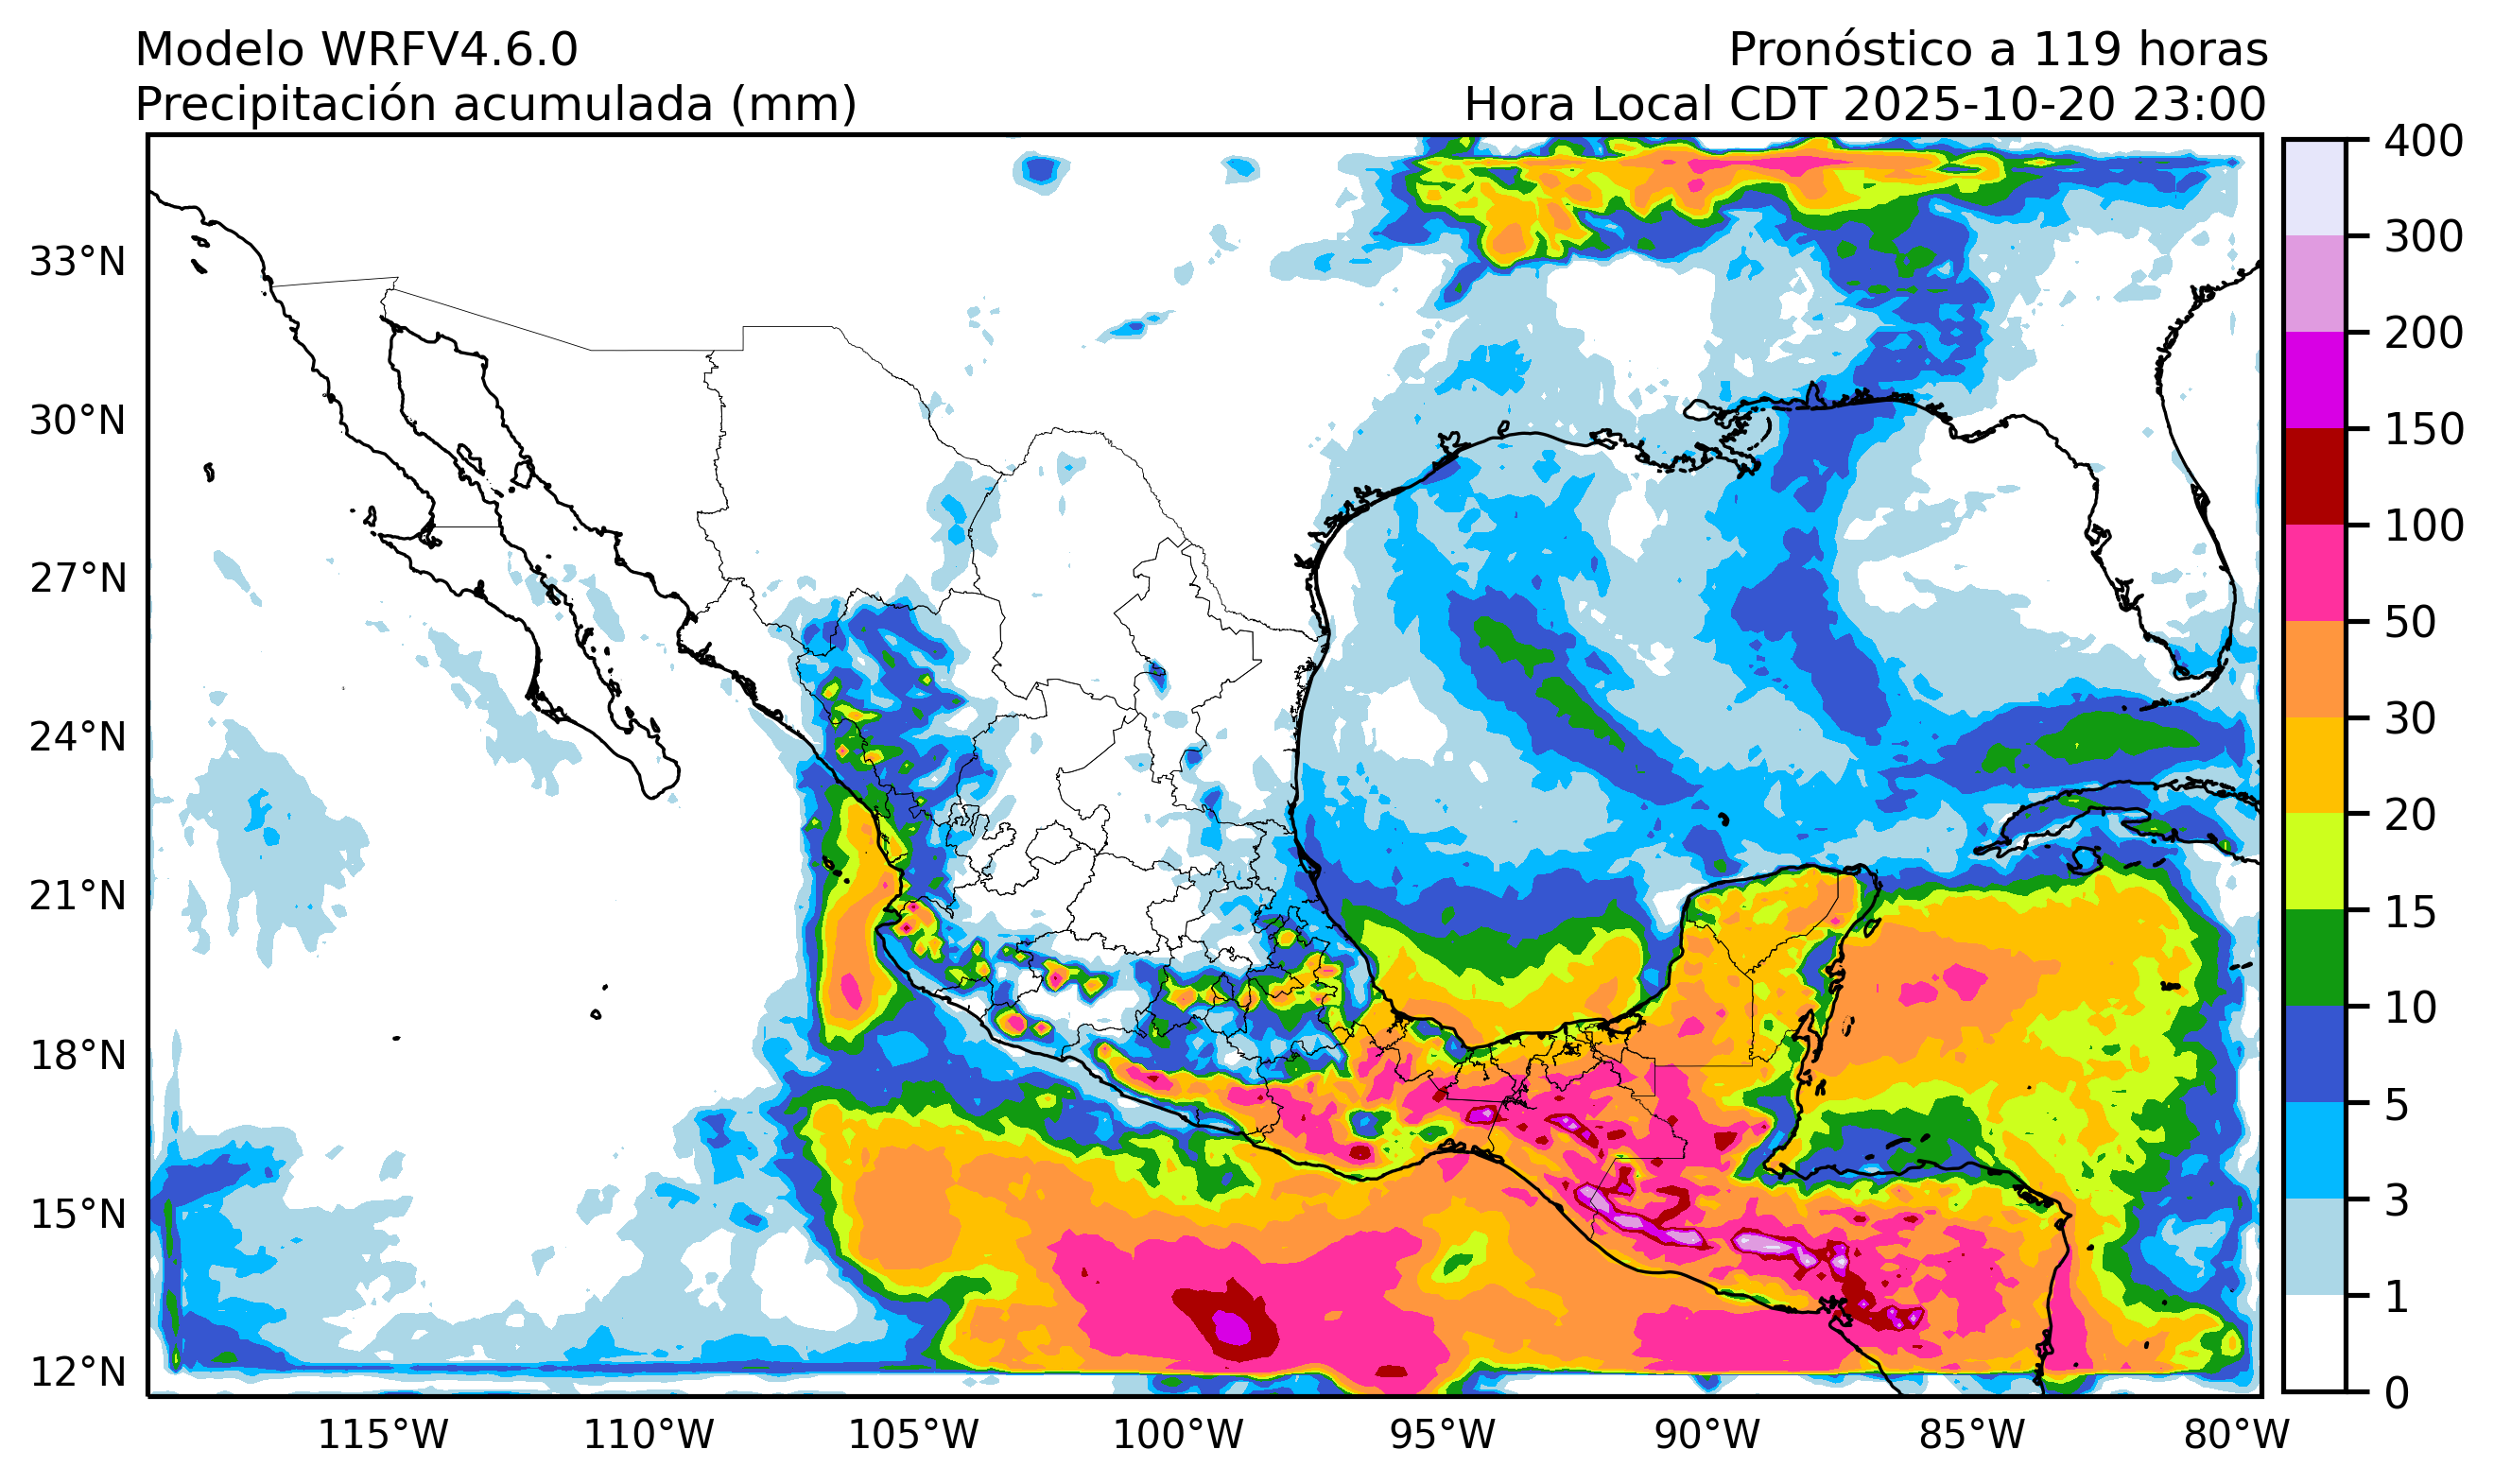 Modelo WRFV4.6.0
Pronóstico a 119 horas
Precipitación acumulada (mm)
Hora Local CDT 2025-10-20 23:00
33°N
30°N
27°N
24°N
21°N
18°N
15°N
12°N
115°W
110°W
105°W
100°W
95°W
90°W
85°W
80°W
400
300
200
150
100
50
30
20
15
10
5
3
1
0